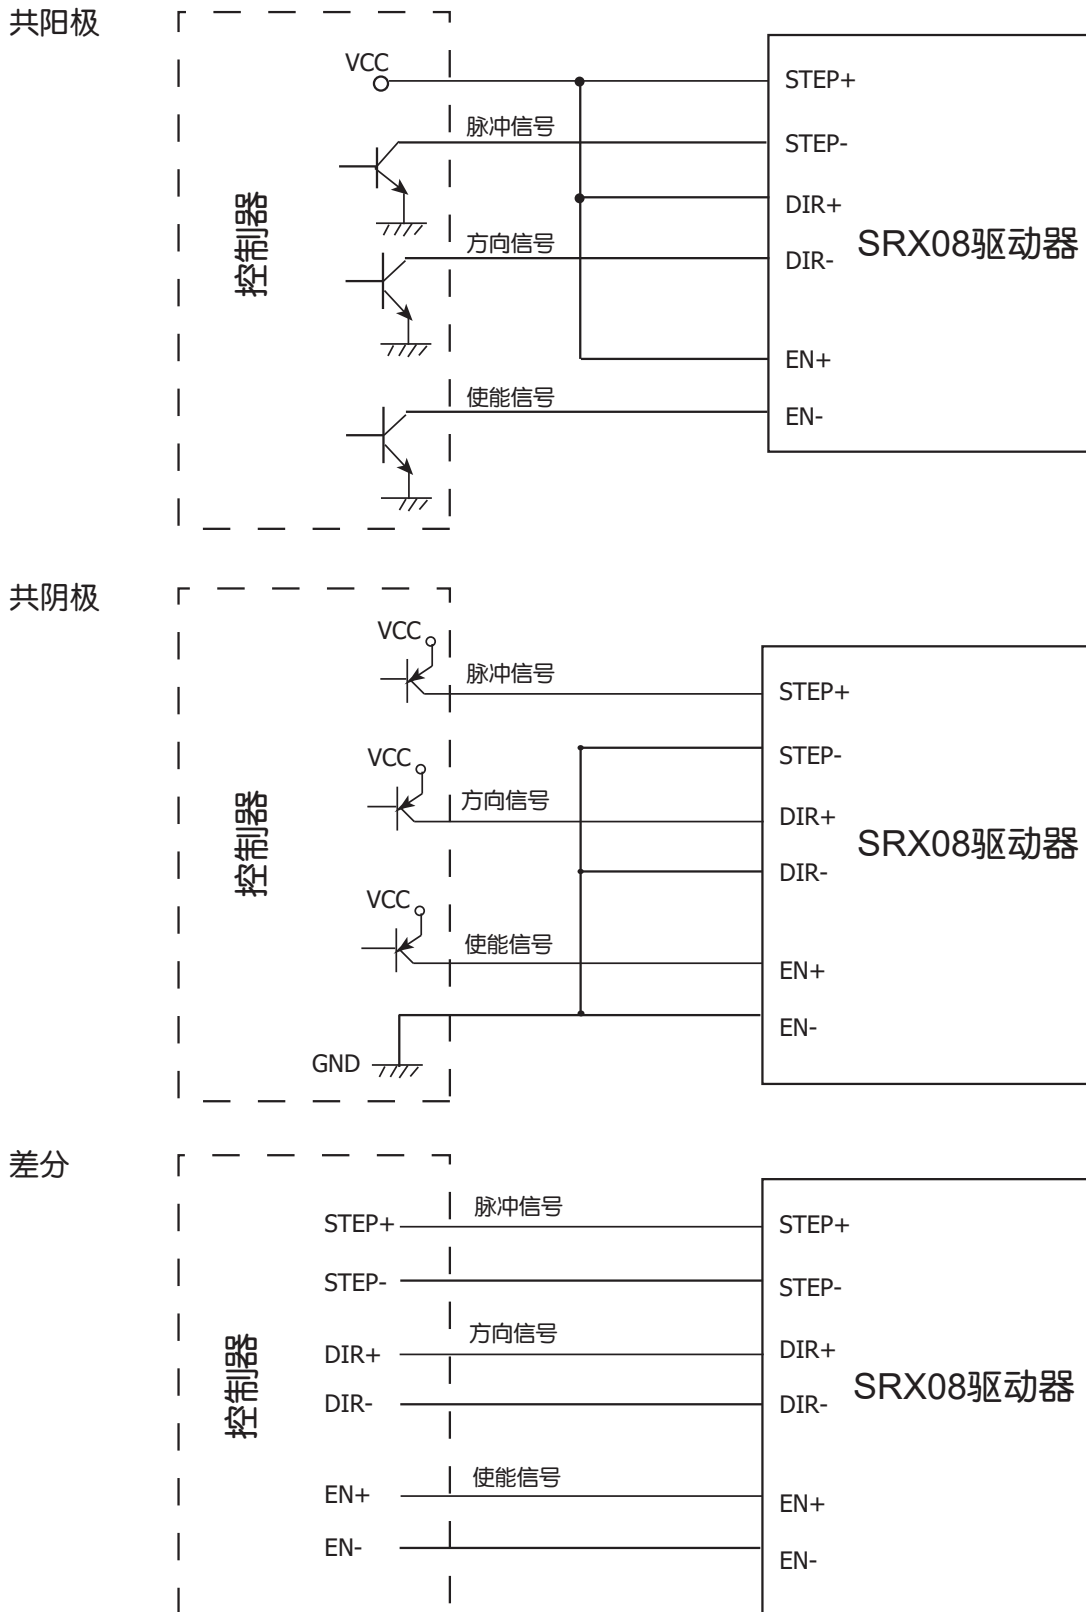 共阳极
VCC
STEP+
脉冲信号
STEP-
DIR+
控制器
方向信号
DIR-
SRX08驱动器
EN+
使能信号
EN-
共阴极
VCC
脉冲信号
STEP+
VCC
STEP-
方向信号
DIR+
控制器
SRX08驱动器
DIR-
VCC
使能信号
EN+
EN-
GND
差分
脉冲信号
STEP+
STEP+
STEP-
STEP-
方向信号
DIR+
DIR+
控制器
SRX08驱动器
DIR-
DIR-
使能信号
EN+
EN+
EN-
EN-